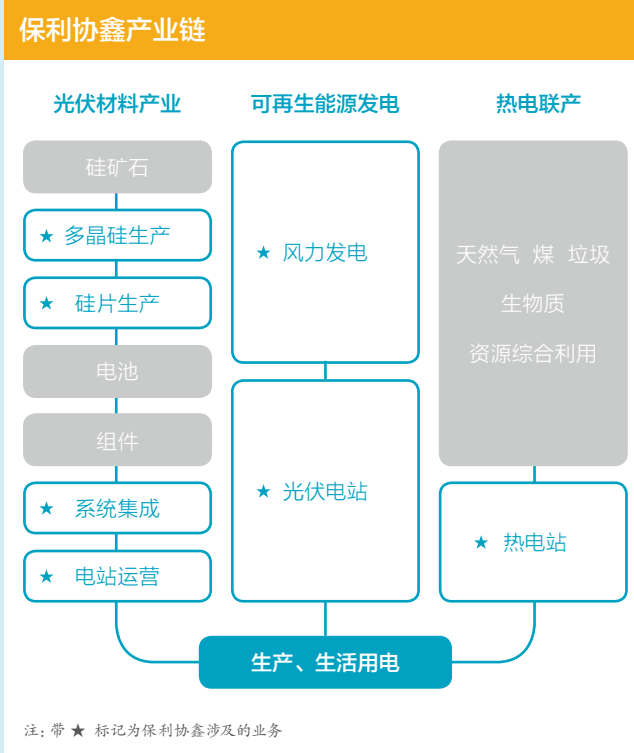 保利协鑫产业链
光伏材料产业
硅矿石
★ 多晶硅生产
★ 硅片生产
电池
组件
★ 系统集成
★ 电站运营
可再生能源发电
★ 风力发电
★ 光伏电站
热电联产
天然气 煤 垃圾
生物质
资源综合利用
★ 热电站
生产、生活用电
注: 带 ★ 标记为保利协鑫涉及的业务